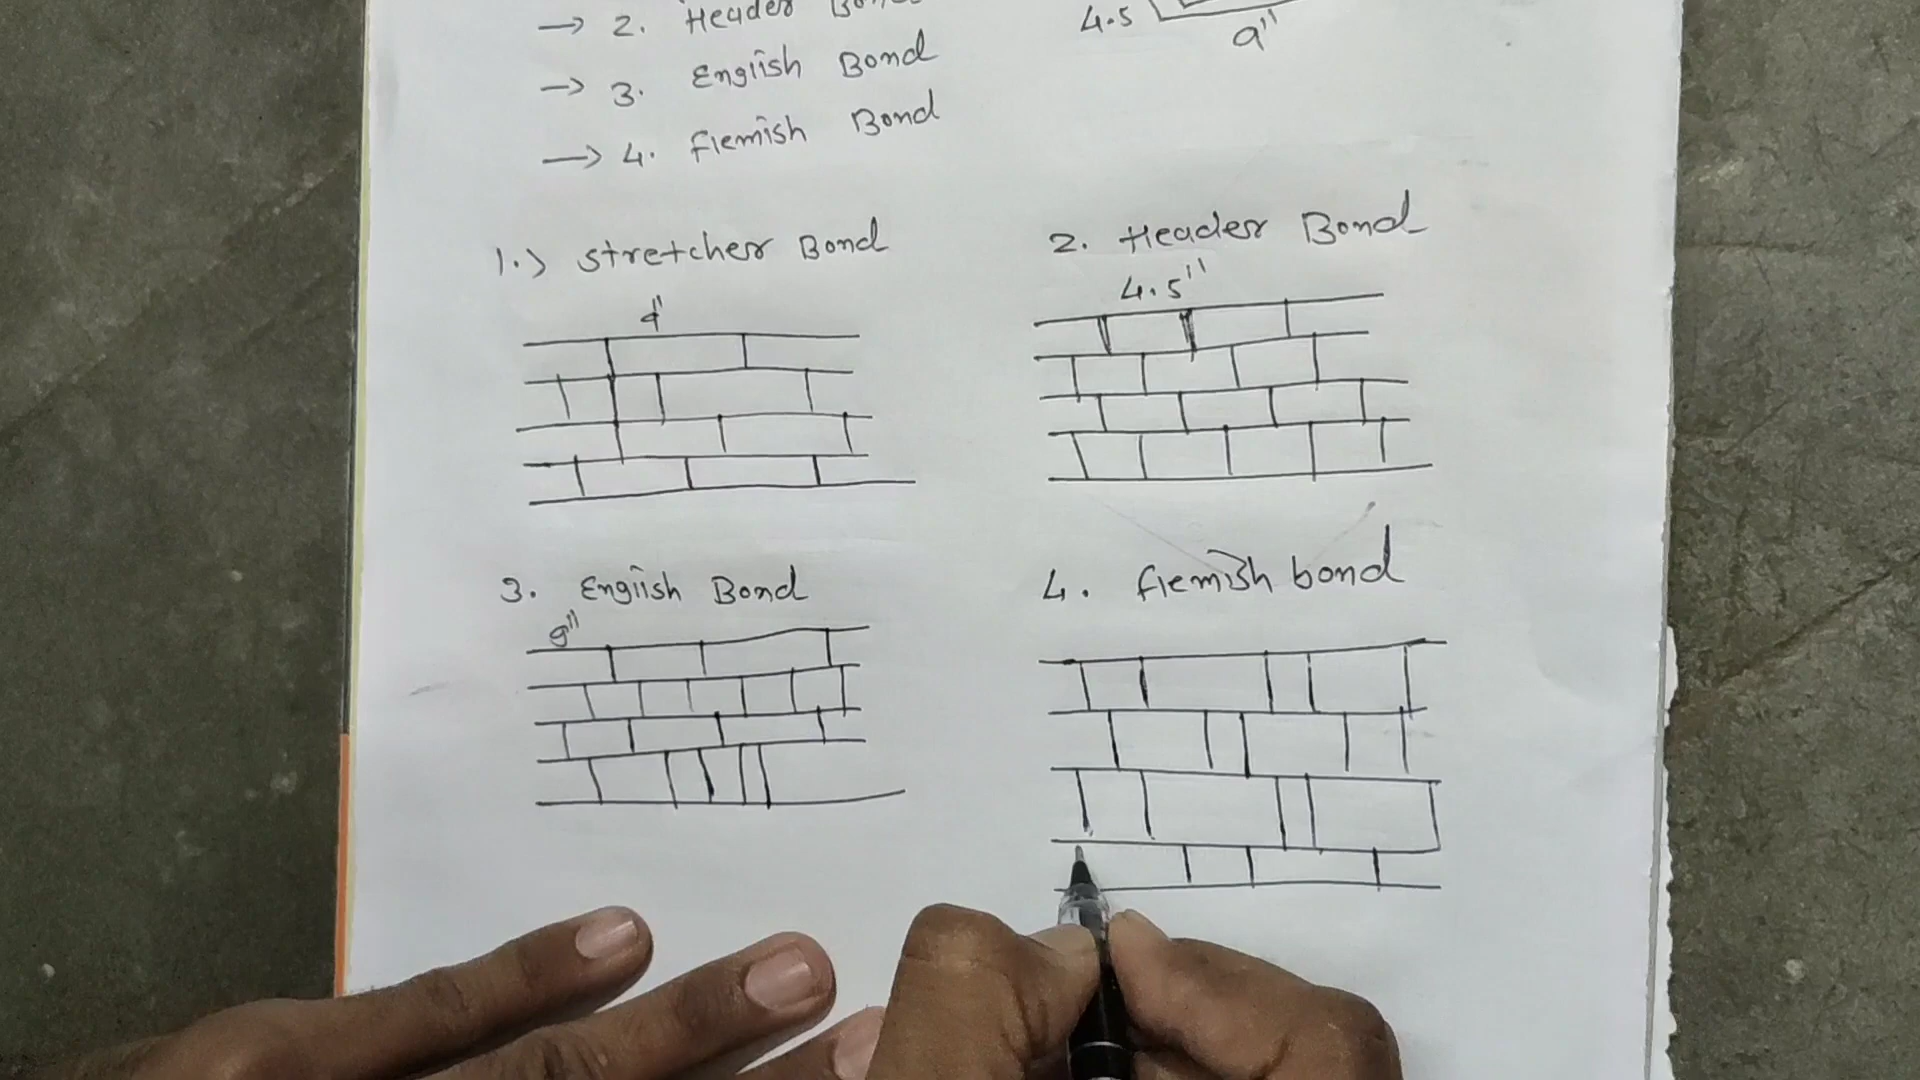 → 2. Header
→ 3. English Bond
→ 4. flemish Bond
4.5
9"
1.) stretcher Bond
2. Header Bond
4.5"
3. English Bond
9"
4. flemish bond